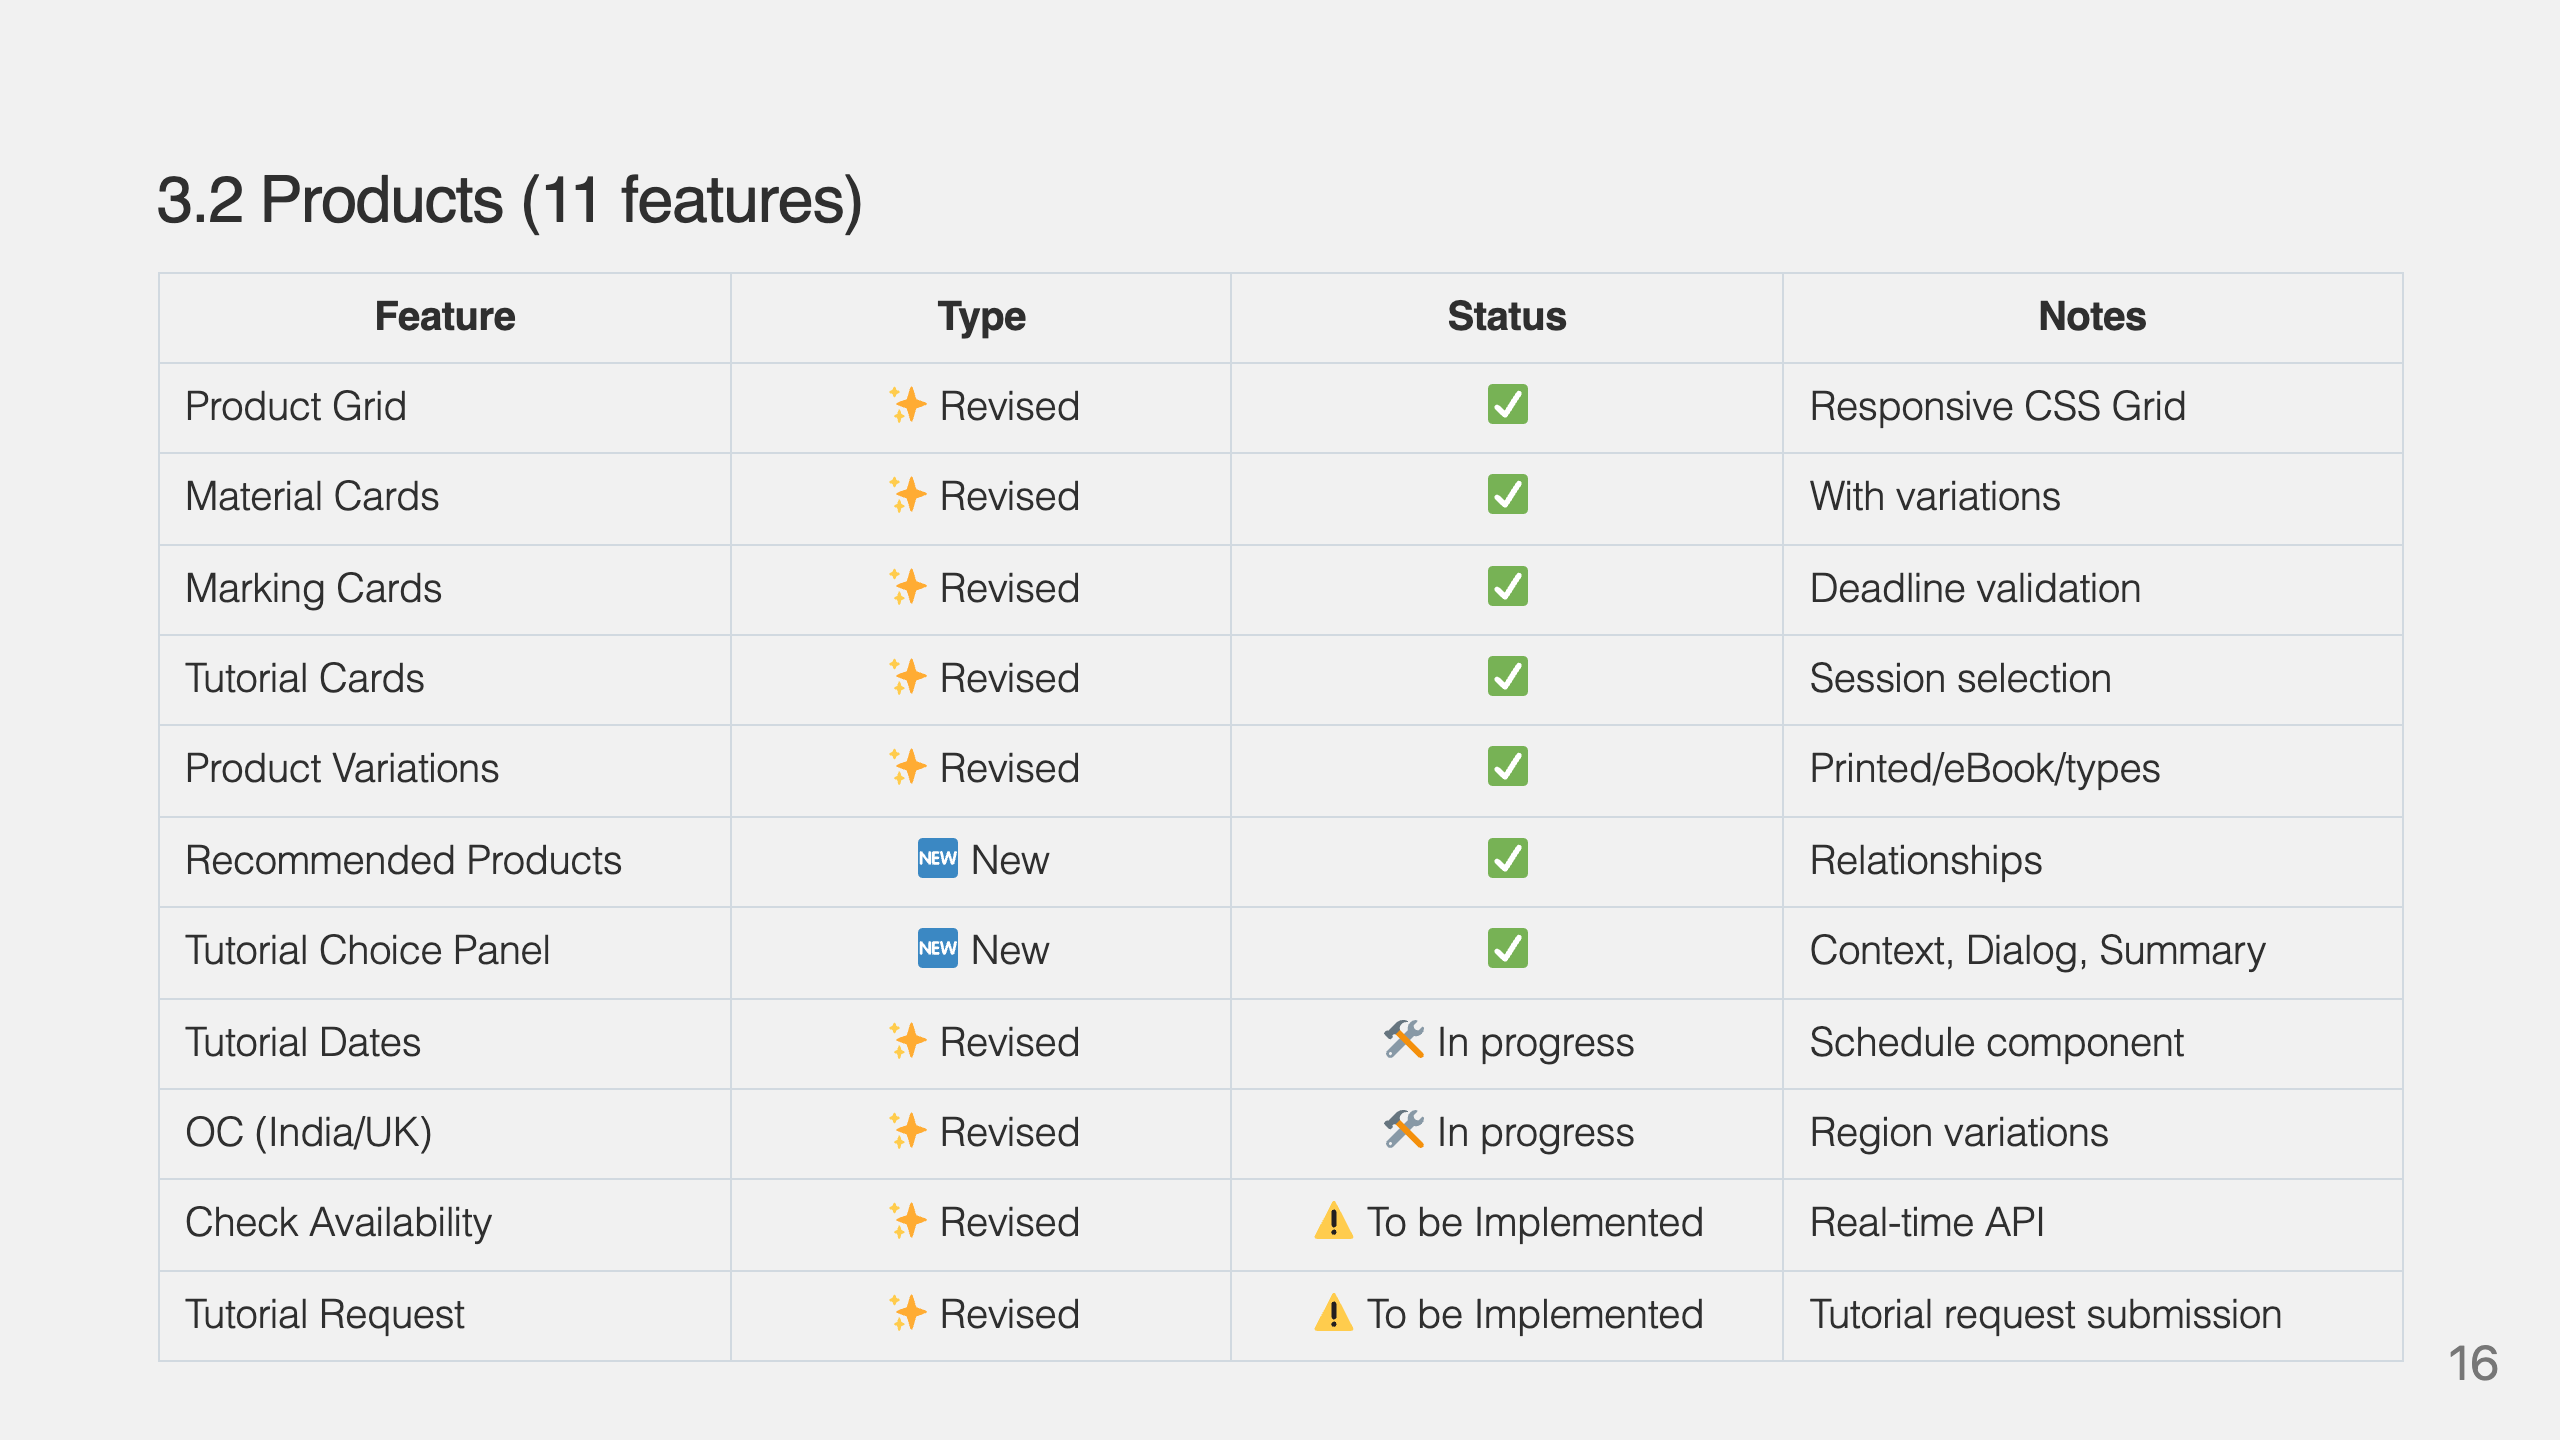 3.2 Products (11 features)
Feature Type Status Notes
Product Grid ✨ Revised ✅ Responsive CSS Grid
Material Cards ✨ Revised ✅ With variations
Marking Cards ✨ Revised ✅ Deadline validation
Tutorial Cards ✨ Revised ✅ Session selection
Product Variations ✨ Revised ✅ Printed/eBook/types
Recommended Products 🆕 New ✅ Relationships
Tutorial Choice Panel 🆕 New ✅ Context, Dialog, Summary
Tutorial Dates ✨ Revised 🛠️ In progress Schedule component
OC (India/UK) ✨ Revised 🛠️ In progress Region variations
Check Availability ✨ Revised ⚠️ To be Implemented Real-time API
Tutorial Request ✨ Revised ⚠️ To be Implemented Tutorial request submission
16